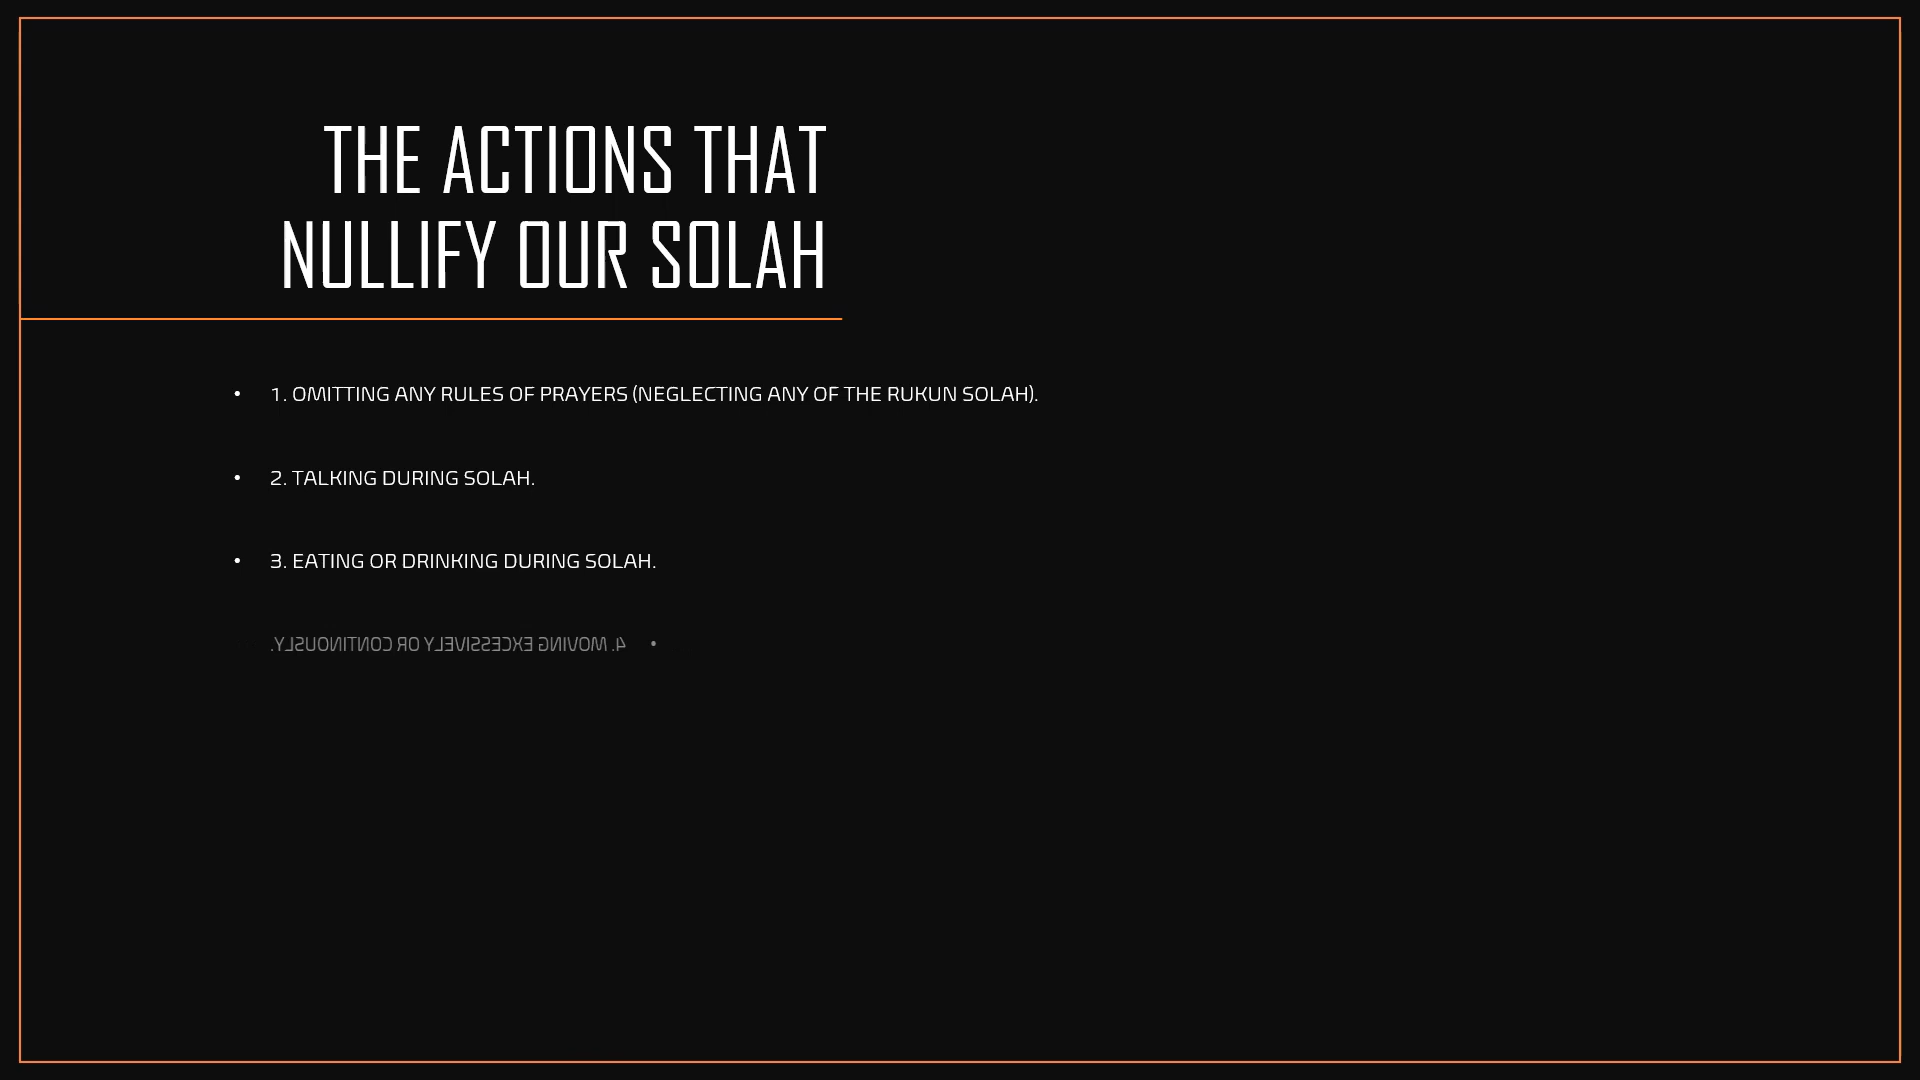 THE ACTIONS THAT
NULLIFY OUR SOLAH
• 1. OMITTING ANY RULES OF PRAYERS (NEGLECTING ANY OF THE RUKUN SOLAH).
• 2. TALKING DURING SOLAH.
• 3. EATING OR DRINKING DURING SOLAH.
• 4. MOVING EXCESSIVELY OR CONTINOUSLY.